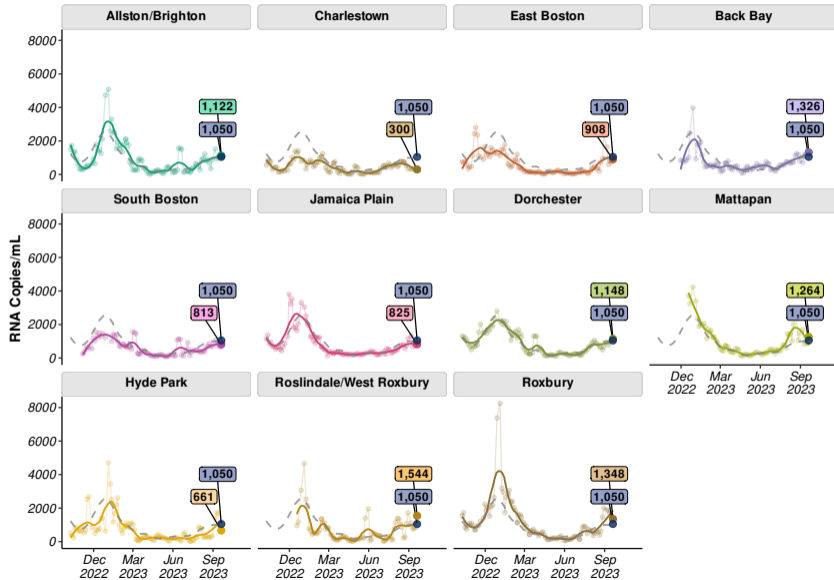 Allston/Brighton
Charlestown
East Boston
Back Bay
8000
6000
4000
2000
0
1,122
1,050
1,050
300
1,050
908
1,326
1,050
South Boston
Jamaica Plain
Dorchester
Mattapan
RNA Copies/mL
8000
6000
4000
2000
0
1,050
813
1,050
825
1,148
1,050
1,264
1,050
Dec 2022
Mar 2023
Jun 2023
Sep 2023
Hyde Park
Roslindale/West Roxbury
Roxbury
8000
6000
4000
2000
0
1,050
661
1,544
1,050
1,348
1,050
Dec Mar Jun Sep Dec Mar Jun Sep Dec Mar Jun Sep
2022 2023 2023 2023 2022 2023 2023 2023 2022 2023 2023 2023